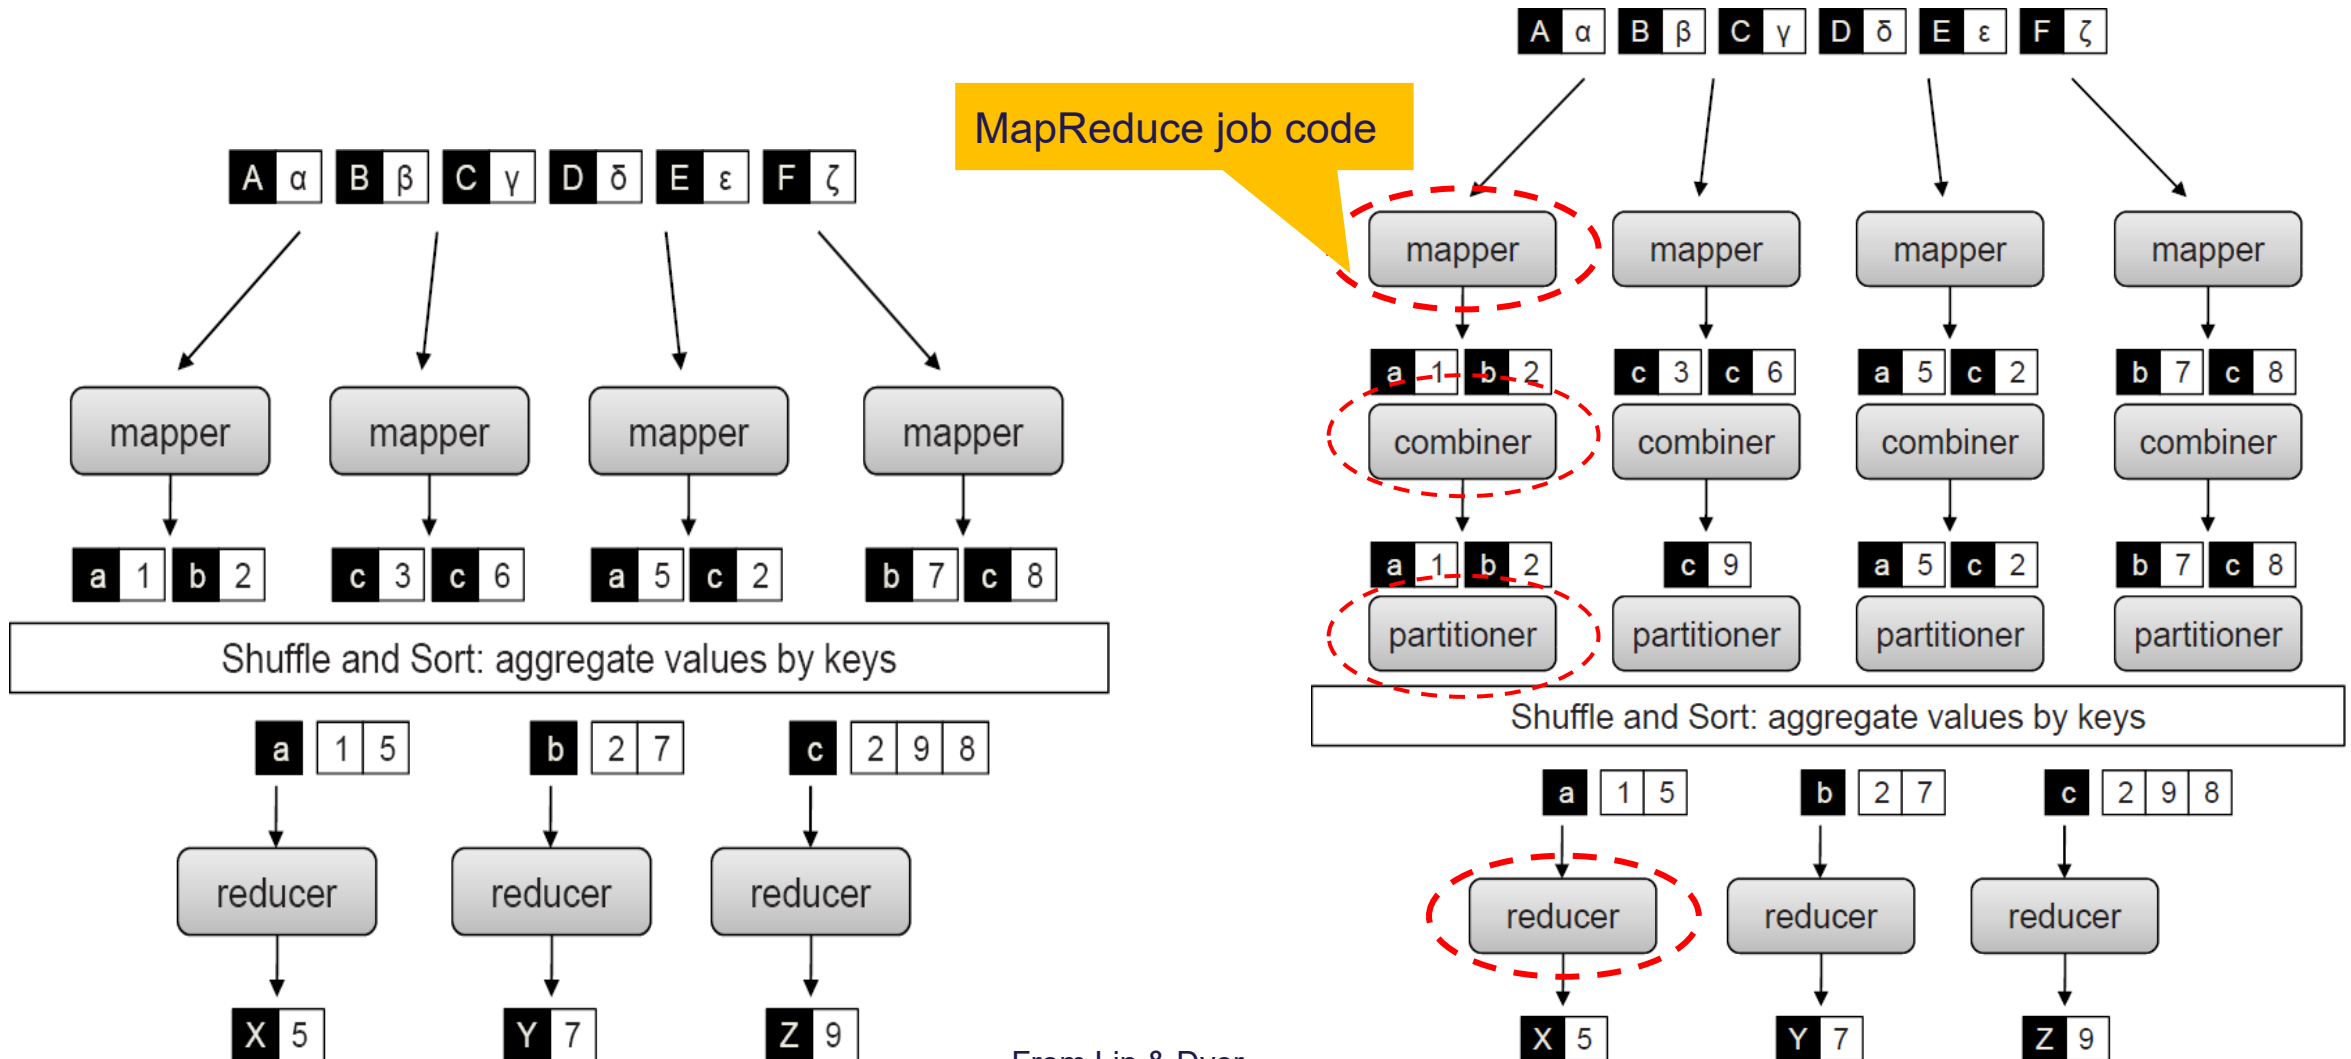 A α B β C γ D δ E ε F ζ
mapper mapper mapper mapper
a 1 b 2 c 3 c 6 a 5 c 2 b 7 c 8
Shuffle and Sort: aggregate values by keys
a 1 5 b 2 7 c 2 9 8
reducer reducer reducer
X 5 Y 7 Z 9
MapReduce job code
A α B β C γ D δ E ε F ζ
mapper mapper mapper mapper
a 1 b 2 c 3 c 6 a 5 c 2 b 7 c 8
combiner combiner combiner combiner
a 1 b 2 c 9 a 5 c 2 b 7 c 8
partitioner partitioner partitioner partitioner
Shuffle and Sort: aggregate values by keys
a 1 5 b 2 7 c 2 9 8
reducer reducer reducer
X 5 Y 7 Z 9
From Lin & Dyer